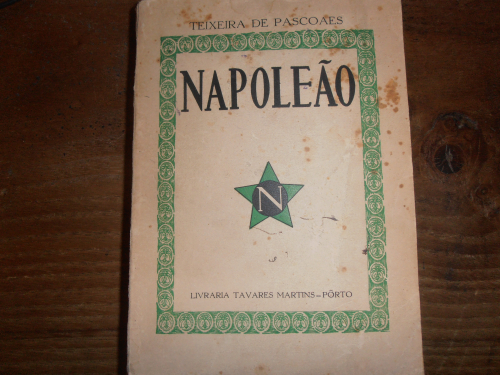 TEIXEIRA DE PASCOAES
NAPOLEÃO
N
LIVRARIA TAVARES MARTINS=PÔRTO